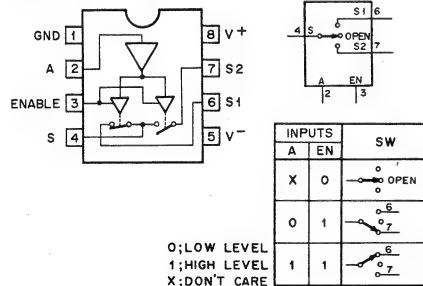 GND 1
A 2
ENABLE 3
S 4
8 V+
7 S2
6 S1
5 V−
S1 6
4 S OPEN
S2 7
A EN
2 3
INPUTS SW
A EN
X 0 OPEN
0 1 6 7
1 1 6 7
0;LOW LEVEL
1;HIGH LEVEL
X:DON'T CARE